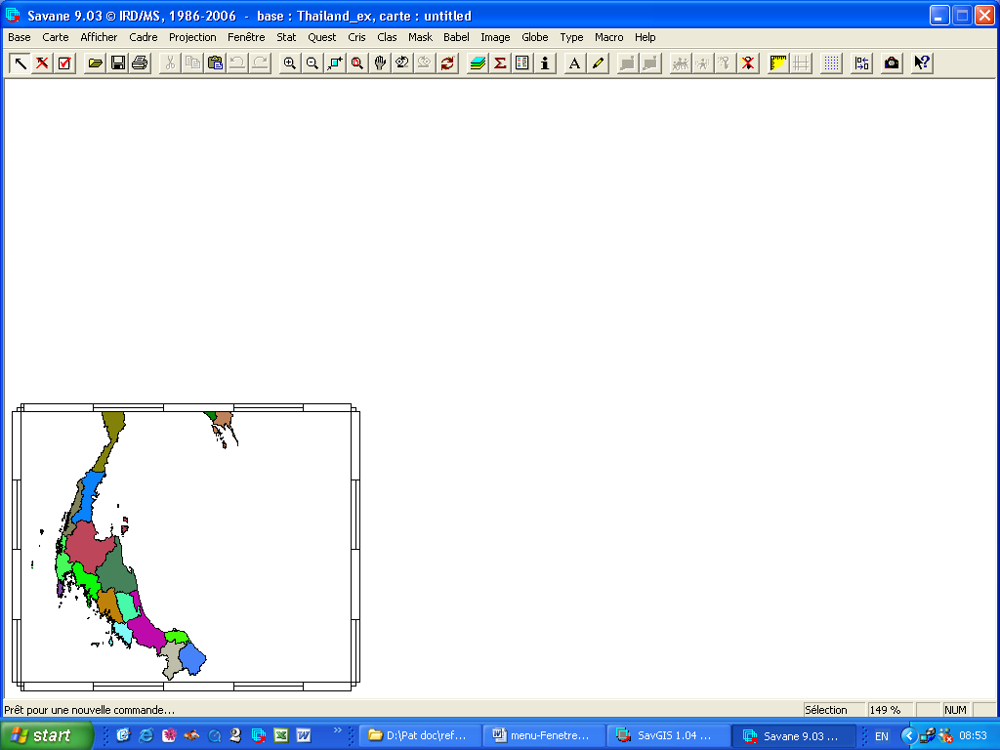 Savane 9.03 © IRD/MS, 1986-2006 - base : Thailand_ex, carte : untitled
Base Carte Afficher Cadre Projection Fenêtre Stat Quest Cris Clas Mask Babel Image Globe Type Macro Help
Prêt pour une nouvelle commande... Sélection 149 % NUM
start D:\Pat doc\ref... menu-Fenetre... SavGIS 1.04 ... Savane 9.03 ... EN 08:53